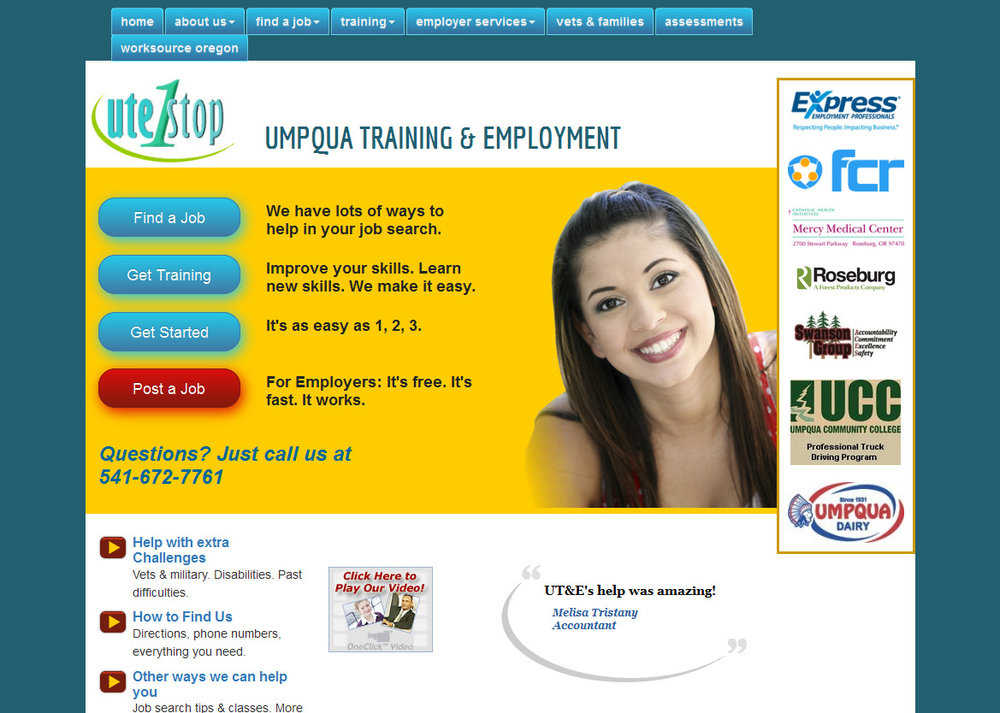 home
about us
find a job
training
employer services
vets & families
assessments
worksource oregon
ute1stop
UMPQUA TRAINING & EMPLOYMENT
Find a Job
We have lots of ways to
help in your job search.
Get Training
Improve your skills. Learn
new skills. We make it easy.
Get Started
It's as easy as 1, 2, 3.
Post a Job
For Employers: It's free. It's
fast. It works.
Questions? Just call us at
541-672-7761
Express
EMPLOYMENT PROFESSIONALS
Respecting People. Impacting Business.
fcr
CATHOLIC HEALTH
INITIATIVES
Mercy Medical Center
2700 Stewart Parkway Roseburg, OR 97470
Roseburg
A Forest Products Company
Swanson
Group
Accountability
Commitment
Excellence
Safety
UCC
UMPQUA COMMUNITY COLLEGE
Professional Truck
Driving Program
Since 1931
UMPQUA
DAIRY
Help with extra
Challenges
Vets & military. Disabilities. Past
difficulties.
How to Find Us
Directions, phone numbers,
everything you need.
Other ways we can help
you
Job search tips & classes. More
Click Here to
Play Our Video!
OneClick™ Video
“
UT&E's help was amazing!
Melisa Tristany
Accountant
”